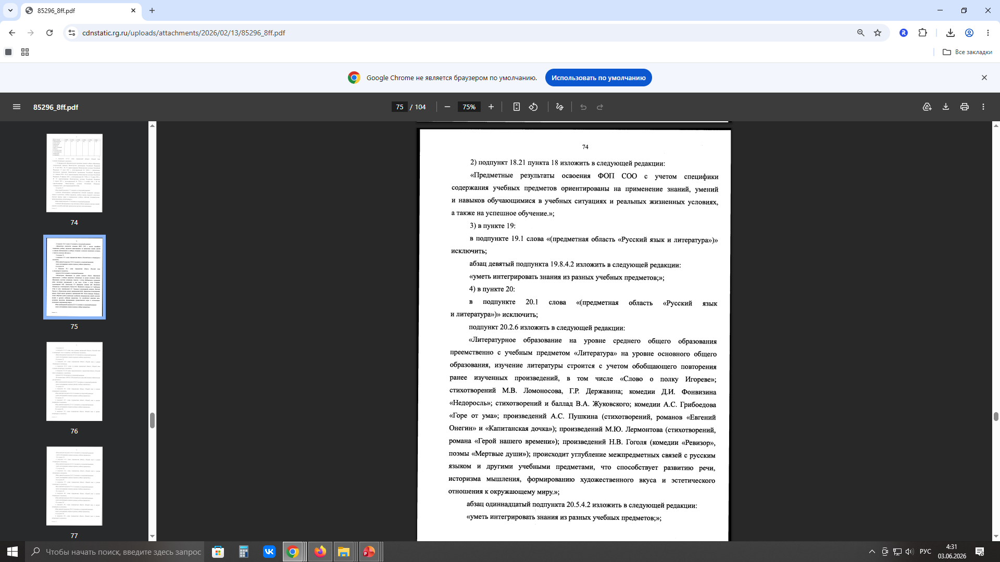 85296_8ff.pdf
cdnstatic.rg.ru/uploads/attachments/2026/02/13/85296_8ff.pdf
Все закладки
Google Chrome не является браузером по умолчанию.
Использовать по умолчанию
85296_8ff.pdf
75 / 104
75%
74
75
76
77
74
2) подпункт 18.21 пункта 18 изложить в следующей редакции:
«Предметные результаты освоения ФОП СОО с учетом специфики
содержания учебных предметов ориентированы на применение знаний, умений
и навыков обучающимися в учебных ситуациях и реальных жизненных условиях,
а также на успешное обучение.»;
3) в пункте 19:
в подпункте 19.1 слова «(предметная область «Русский язык и литература»)»
исключить;
абзац девятый подпункта 19.8.4.2 изложить в следующей редакции:
«уметь интегрировать знания из разных учебных предметов;»;
4) в пункте 20:
в подпункте 20.1 слова «(предметная область «Русский язык
и литература»)» исключить;
подпункт 20.2.6 изложить в следующей редакции:
«Литературное образование на уровне среднего общего образования
преемственно с учебным предметом «Литература» на уровне основного общего
образования, изучение литературы строится с учетом обобщающего повторения
ранее изученных произведений, в том числе «Слово о полку Игореве»;
стихотворений М.В. Ломоносова, Г.Р. Державина; комедии Д.И. Фонвизина
«Недоросль»; стихотворений и баллад В.А. Жуковского; комедии А.С. Грибоедова
«Горе от ума»; произведений А.С. Пушкина (стихотворений, романов «Евгений
Онегин» и «Капитанская дочка»); произведений М.Ю. Лермонтова (стихотворений,
романа «Герой нашего времени»); произведений Н.В. Гоголя (комедии «Ревизор»,
поэмы «Мертвые души»); происходит углубление межпредметных связей с русским
языком и другими учебными предметами, что способствует развитию речи,
историзма мышления, формированию художественного вкуса и эстетического
отношения к окружающему миру.»;
абзац одиннадцатый подпункта 20.5.4.2 изложить в следующей редакции:
«уметь интегрировать знания из разных учебных предметов;»;
Чтобы начать поиск, введите здесь запрос
РУС
4:31
03.06.2026